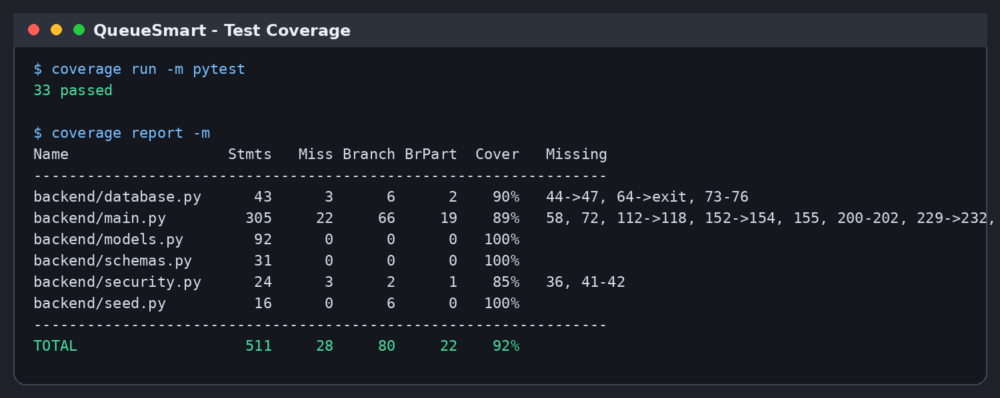 QueueSmart - Test Coverage
$ coverage run -m pytest
33 passed
$ coverage report -m
Name                  Stmts   Miss Branch BrPart  Cover   Missing
-----------------------------------------------------------------
backend/database.py      43      3      6      2    90%   44->47, 64->exit, 73-76
backend/main.py         305     22     66     19    89%   58, 72, 112->118, 152->154, 155, 200-202, 229->232,
backend/models.py        92      0      0      0   100%
backend/schemas.py       31      0      0      0   100%
backend/security.py      24      3      2      1    85%   36, 41-42
backend/seed.py          16      0      6      0   100%
-----------------------------------------------------------------
TOTAL                   511     28     80     22    92%